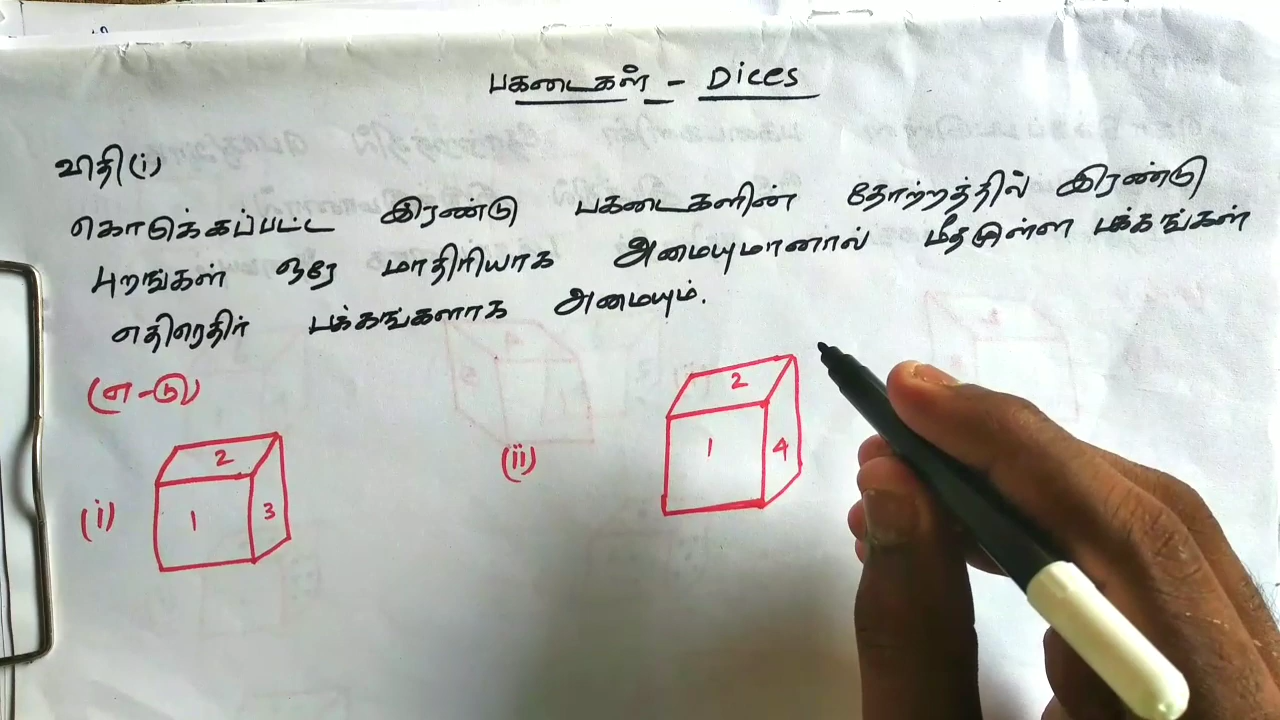 பகடைகள் - Dices
விதி (i)
கொடுக்கப்பட்ட இரண்டு பகடைகளின் தோற்றத்தில் இரண்டு
புறங்கள் ஒரே மாதிரியாக அமையுமானால் மீதமுள்ள பக்கங்கள்
எதிரெதிர் பக்கங்களாக அமையும்.
(எ-டு)
(i) 2 1 3
(ii) 2 1 4